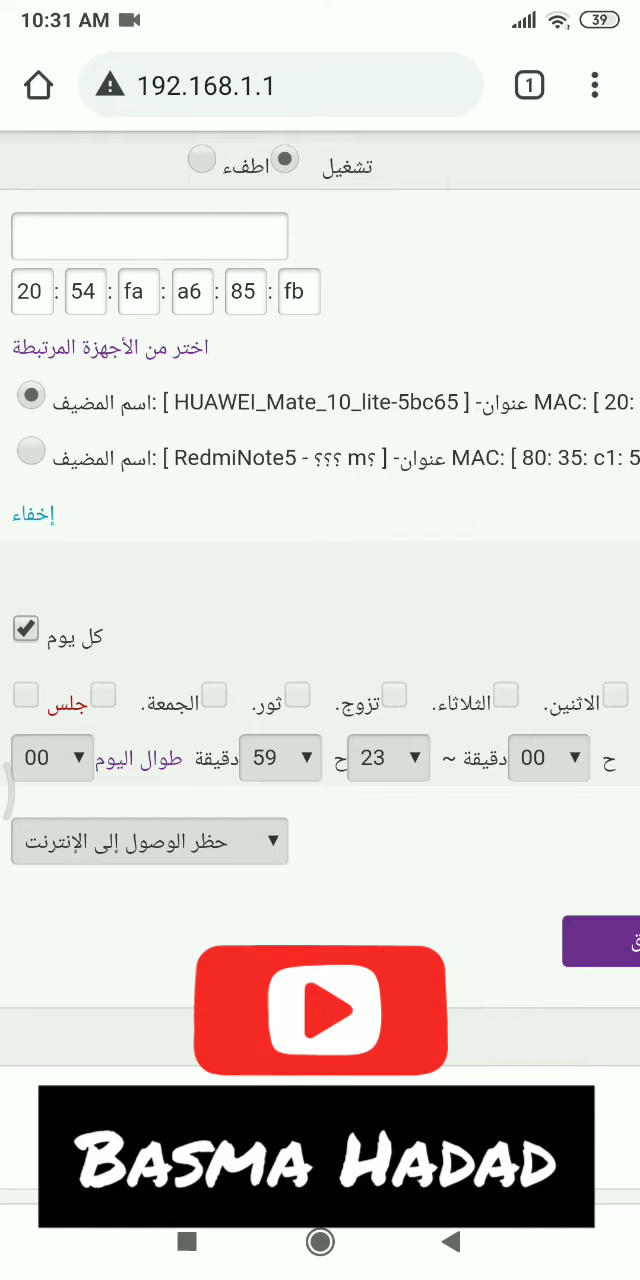 10:31 AM 39
192.168.1.1 1
تشغيل اطفء
20 : 54 : fa : a6 : 85 : fb
اختر من الأجهزة المرتبطة
اسم المضيف: [ HUAWEI_Mate_10_lite-5bc65 ] -عنوان MAC: [ 20:
اسم المضيف: [ RedmiNote5 - ؟؟؟ m؟ ] -عنوان MAC: [ 80: 35: c1: 5
إخفاء
كل يوم
الاثنين. الثلاثاء. تزوج. ثور. الجمعة. جلس
ح 00 دقيقة ~ 23 ح 59 دقيقة طوال اليوم 00
حظر الوصول إلى الإنترنت
ق
BASMA HADAD